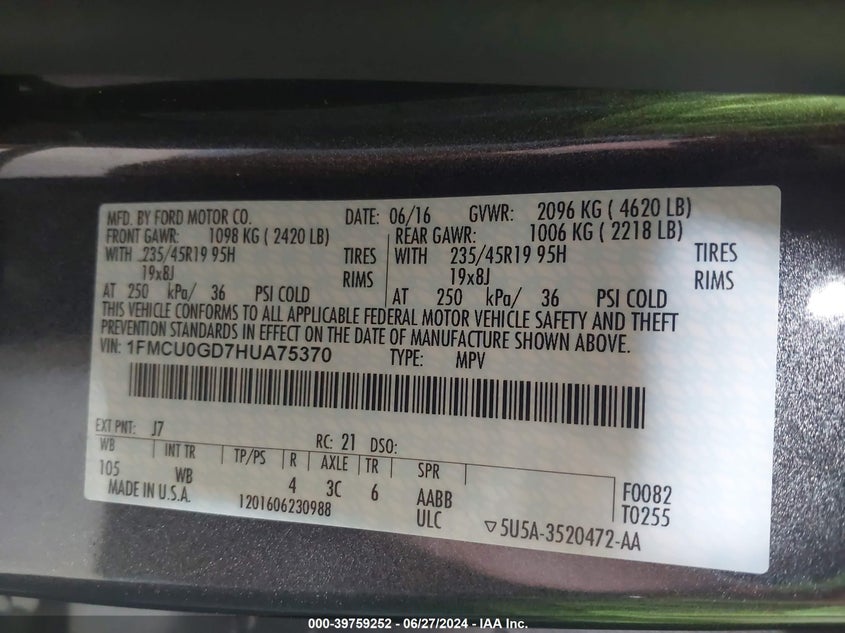 MFD. BY FORD MOTOR CO. DATE: 06/16 GVWR: 2096 KG ( 4620 LB)
FRONT GAWR: 1098 KG ( 2420 LB) REAR GAWR: 1006 KG ( 2218 LB)
WITH 235/45R19 95H TIRES WITH 235/45R19 95H TIRES
19x8J RIMS 19x8J RIMS
AT 250 kPa/ 36 PSI COLD AT 250 kPa/ 36 PSI COLD
THIS VEHICLE CONFORMS TO ALL APPLICABLE FEDERAL MOTOR VEHICLE SAFETY AND THEFT
PREVENTION STANDARDS IN EFFECT ON THE DATE OF MANUFACTURE SHOWN ABOVE.
VIN: 1FMCU0GD7HUA75370 TYPE: MPV
EXT PNT: J7 RC: 21 DSO:
WB INT TR TP/PS R AXLE TR SPR
105 WB 4 3C 6 AABB F0082
MADE IN U.S.A. 1201606230988 ULC T0255
5U5A-3520472-AA
000-39759252 - 06/27/2024 - IAA Inc.